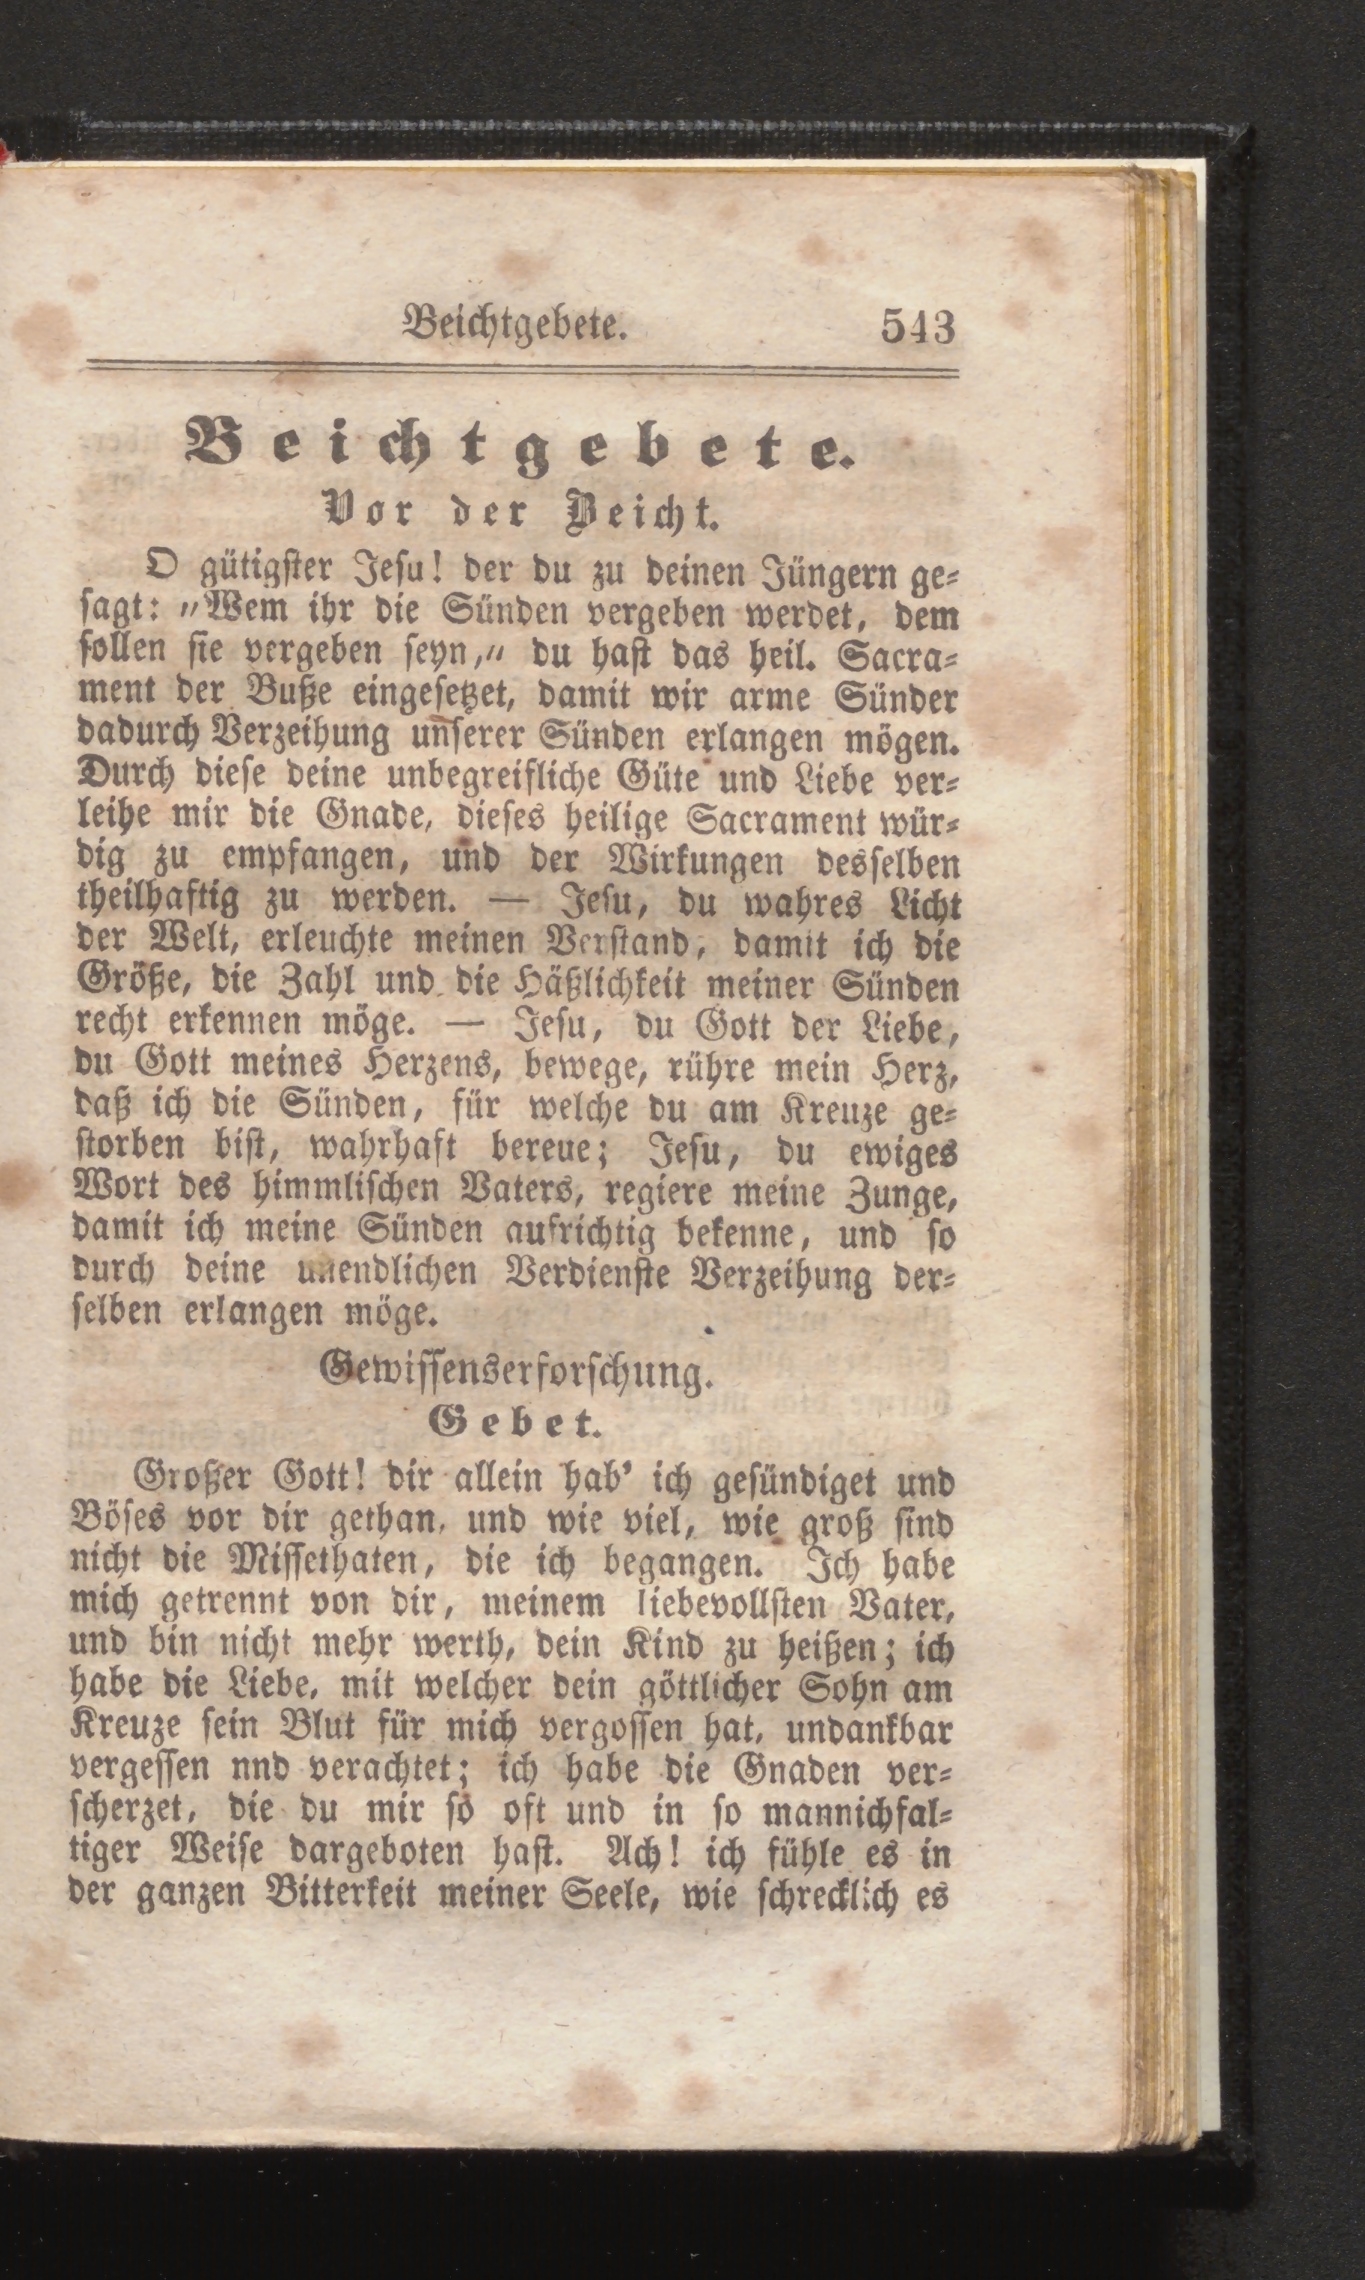 Beichtgebete. 543
Beichtgebete.
Vor der Beicht.
O gütigster Jesu! der du zu deinen Jüngern ge-
sagt: „Wem ihr die Sünden vergeben werdet, dem
sollen sie vergeben seyn,„ du hast das heil. Sacra-
ment der Buße eingesetzet, damit wir arme Sünder
dadurch Verzeihung unserer Sünden erlangen mögen.
Durch diese deine unbegreifliche Güte und Liebe ver-
leihe mir die Gnade, dieses heilige Sacrament wür-
dig zu empfangen, und der Wirkungen desselben
theilhaftig zu werden. — Jesu, du wahres Licht
der Welt, erleuchte meinen Verstand, damit ich die
Größe, die Zahl und die Häßlichkeit meiner Sünden
recht erkennen möge. — Jesu, du Gott der Liebe,
du Gott meines Herzens, bewege, rühre mein Herz,
daß ich die Sünden, für welche du am Kreuze ge-
storben bist, wahrhaft bereue; Jesu, du ewiges
Wort des himmlischen Vaters, regiere meine Zunge,
damit ich meine Sünden aufrichtig bekenne, und so
durch deine unendlichen Verdienste Verzeihung der-
selben erlangen möge.
Gewissenserforschung.
Gebet.
Großer Gott! dir allein hab' ich gesündiget und
Böses vor dir gethan, und wie viel, wie groß sind
nicht die Missethaten, die ich begangen. Ich habe
mich getrennt von dir, meinem liebevollsten Vater,
und bin nicht mehr werth, dein Kind zu heißen; ich
habe die Liebe, mit welcher dein göttlicher Sohn am
Kreuze sein Blut für mich vergossen hat, undankbar
vergessen nnd verachtet; ich habe die Gnaden ver-
scherzet, die du mir so oft und in so mannichfal-
tiger Weise dargeboten hast. Ach! ich fühle es in
der ganzen Bitterkeit meiner Seele, wie schrecklich es